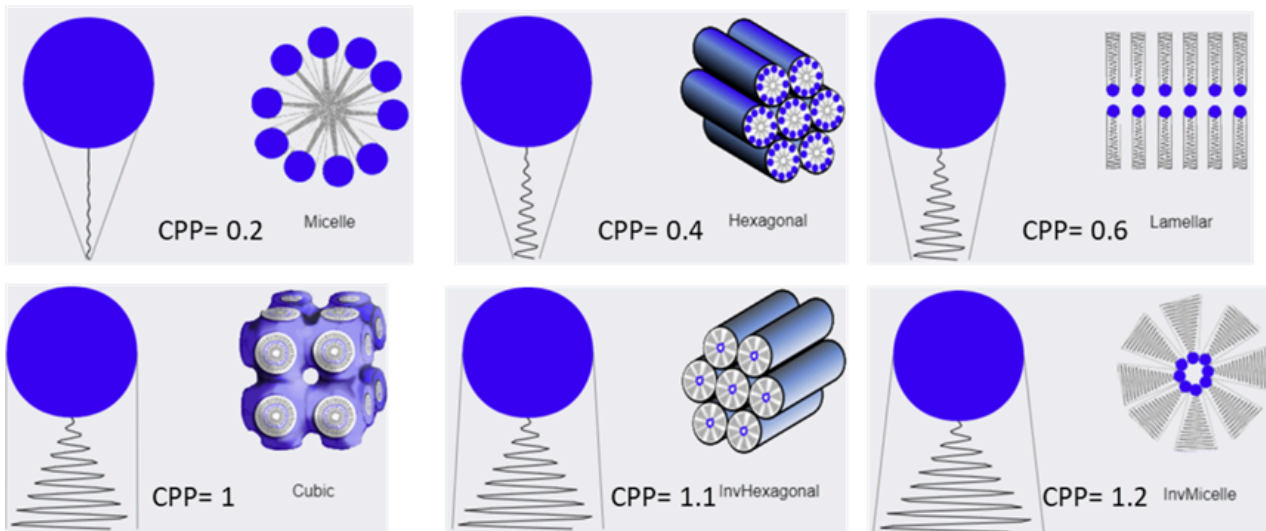 CPP= 0.2
Micelle
CPP= 0.4
Hexagonal
CPP= 0.6
Lamellar
CPP= 1
Cubic
CPP= 1.1
InvHexagonal
CPP= 1.2
InvMicelle